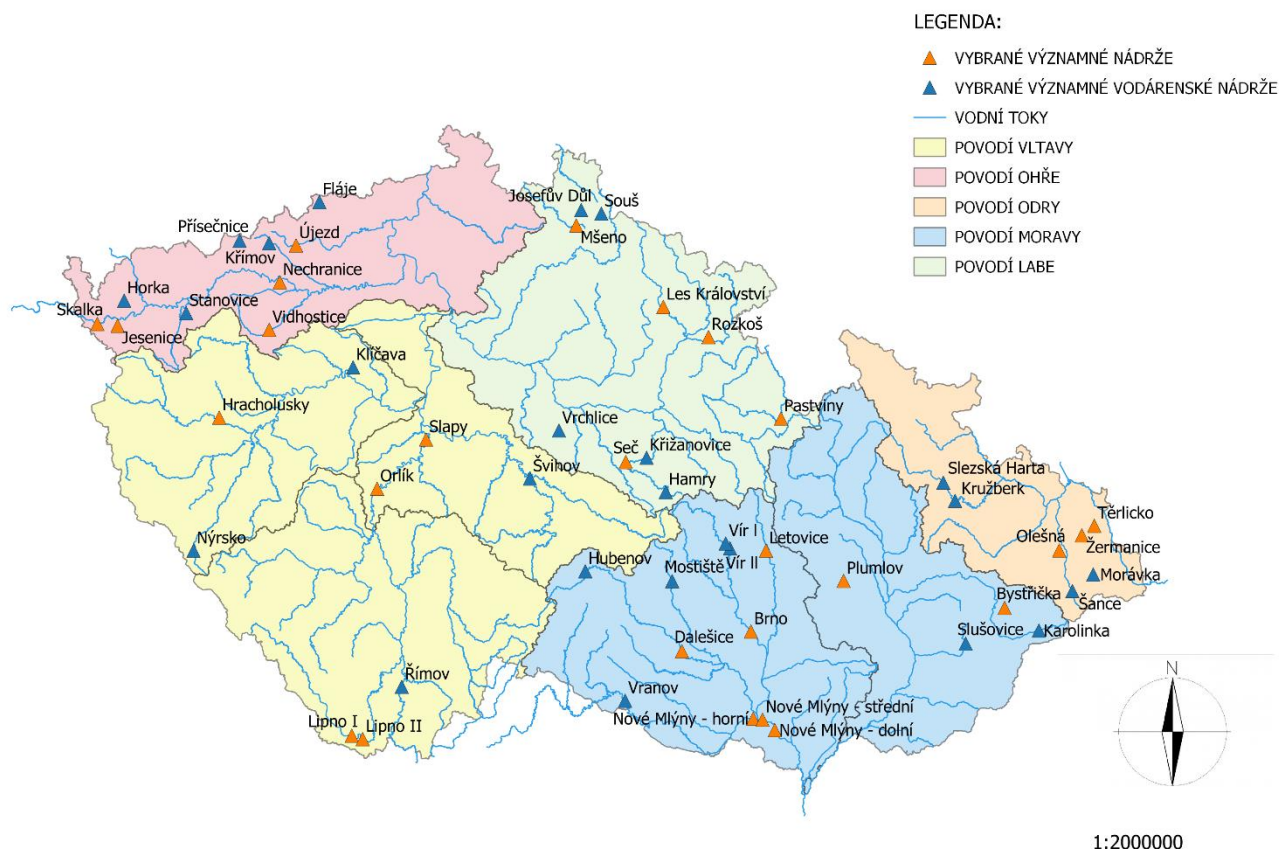 LEGENDA:
VYBRANÉ VÝZNAMNÉ NÁDRŽE
VYBRANÉ VÝZNAMNÉ VODÁRENSKÉ NÁDRŽE
VODNÍ TOKY
POVODÍ VLTAVY
POVODÍ OHŘE
POVODÍ ODRY
POVODÍ MORAVY
POVODÍ LABE
Fláje
Josefův Důl
Souš
Přísečnice
Újezd
Mšeno
Křímov
Nechranice
Horka
Stanovice
Les Království
Skalka
Jesenice
Vidhostice
Rozkoš
Klíčava
Hracholusky
Slapy
Vrchlice
Pastviny
Seč
Křižanovice
Orlík
Švihov
Hamry
Slezská Harta
Kružberk
Těrlicko
Olešná
Žermanice
Nýrsko
Vír I
Letovice
Hubenov
Mostiště
Vír II
Plumlov
Morávka
Šance
Bystřička
Brno
Dalešice
Slušovice
Karolinka
Římov
Vranov
Lipno I
Lipno II
Nové Mlýny - horní
Nové Mlýny - střední
Nové Mlýny - dolní
N
1:2000000